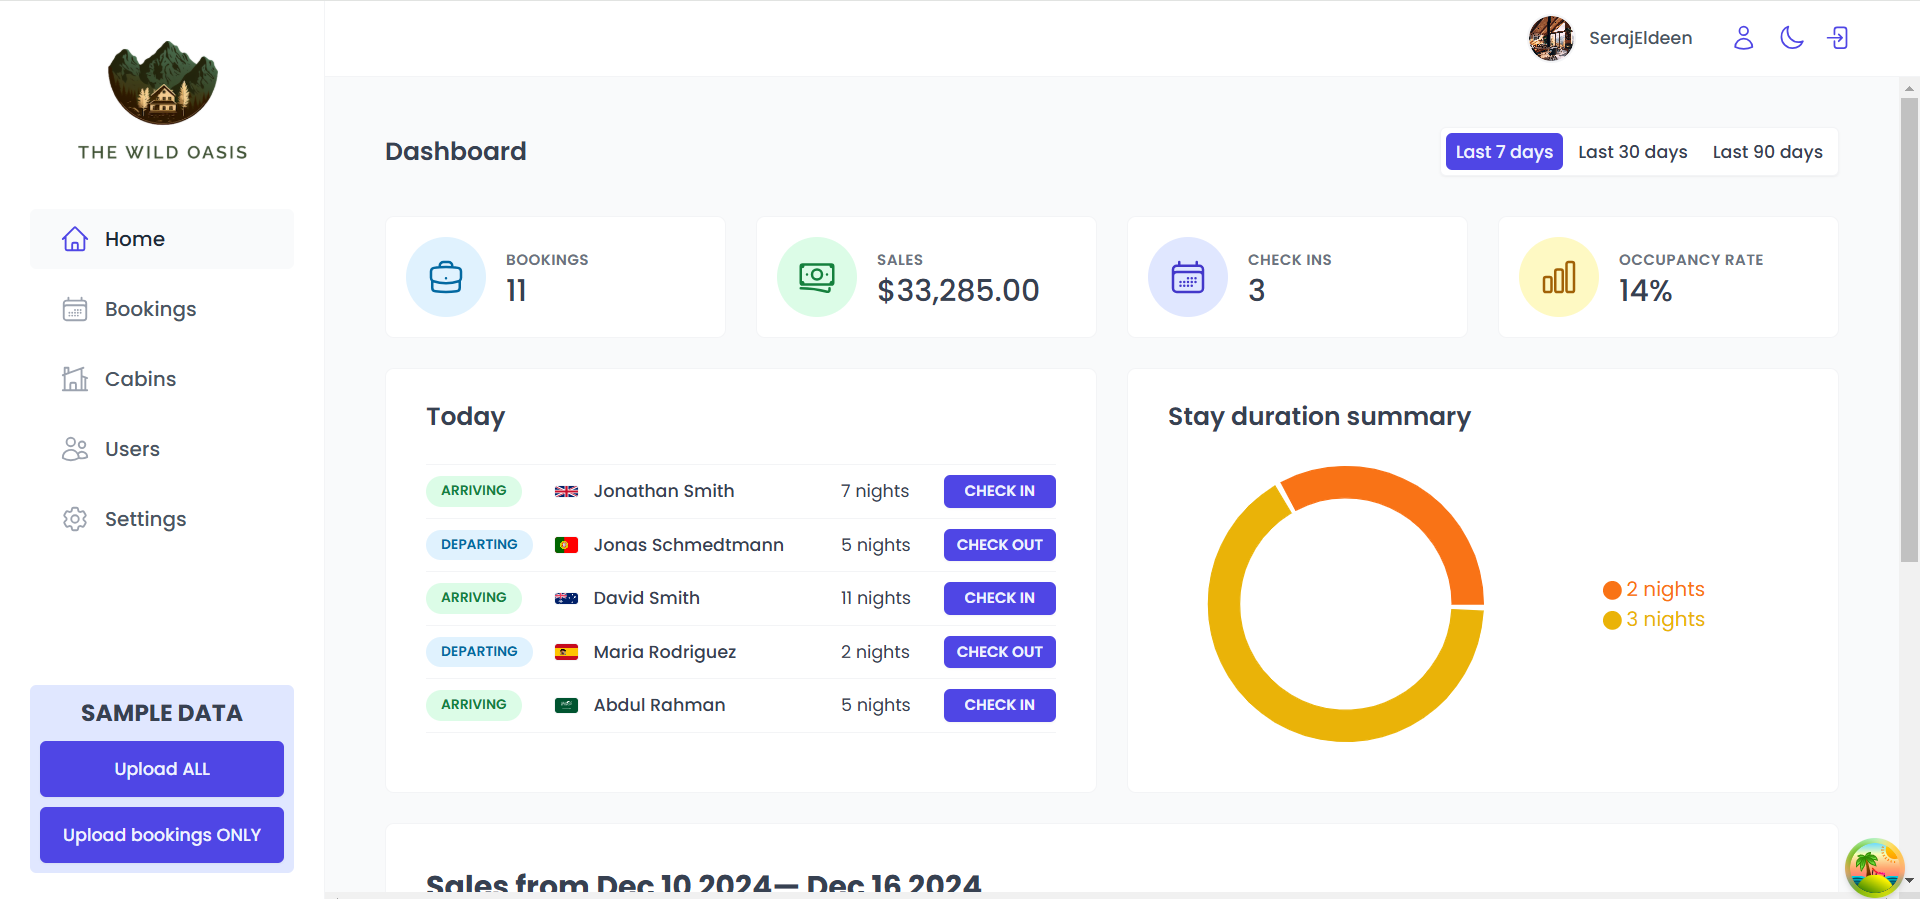 THE WILD OASIS
Home
Bookings
Cabins
Users
Settings
SAMPLE DATA
Upload ALL
Upload bookings ONLY
SerajEldeen
Dashboard
Last 7 days Last 30 days Last 90 days
BOOKINGS
11
SALES
$33,285.00
CHECK INS
3
OCCUPANCY RATE
14%
Today
ARRIVING Jonathan Smith 7 nights CHECK IN
DEPARTING Jonas Schmedtmann 5 nights CHECK OUT
ARRIVING David Smith 11 nights CHECK IN
DEPARTING Maria Rodriguez 2 nights CHECK OUT
ARRIVING Abdul Rahman 5 nights CHECK IN
Stay duration summary
2 nights
3 nights
Sales from Dec 10 2024— Dec 16 2024